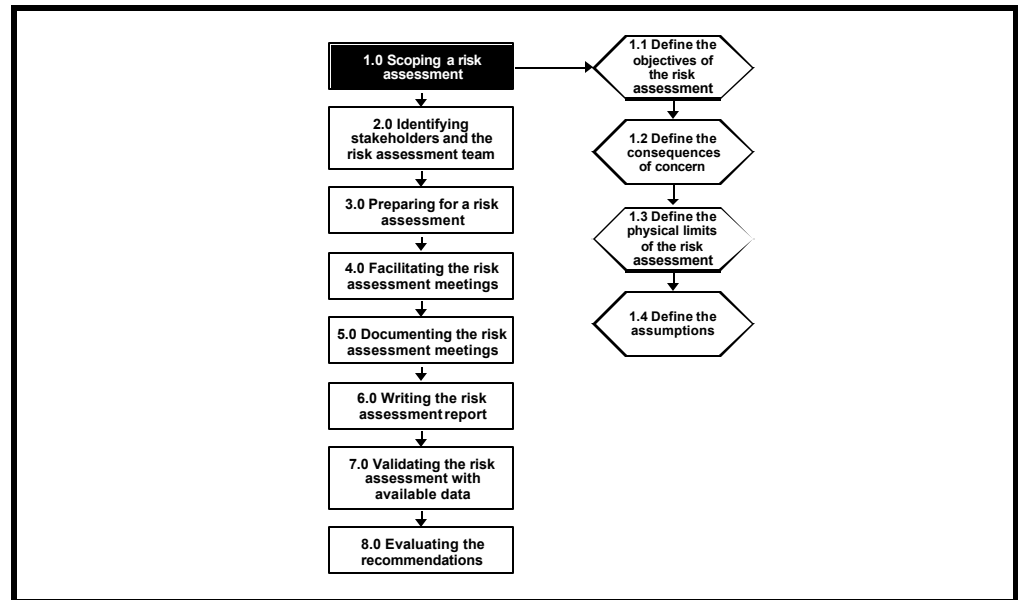 1.0 Scoping a risk
assessment
2.0 Identifying
stakeholders and the
risk assessment team
3.0 Preparing for a risk
assessment
4.0 Facilitating the risk
assessment meetings
5.0 Documenting the risk
assessment meetings
6.0 Writing the risk
assessment report
7.0 Validating the risk
assessment with
available data
8.0 Evaluating the
recommendations
1.1 Define the
objectives of
the risk
assessment
1.2 Define the
consequences
of concern
1.3 Define the
physical limits
of the risk
assessment
1.4 Define the
assumptions